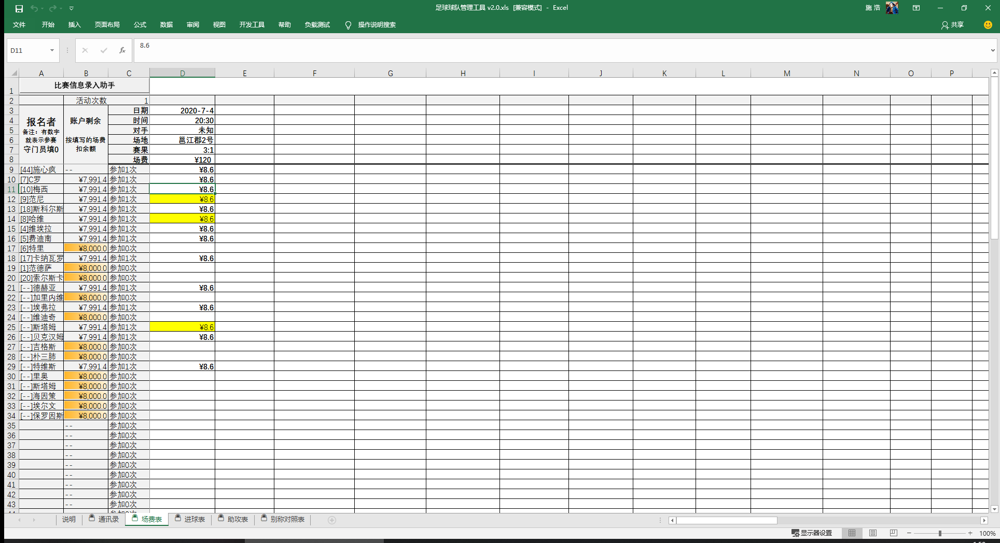 足球球队管理工具 v2.0.xls [兼容模式] - Excel
施 浩
文件 开始 插入 页面布局 公式 数据 审阅 视图 开发工具 帮助 负载测试 操作说明搜索 共享
D11 fx 8.6
A B C D E F G H I J K L M N O P
1 比赛信息录入助手
2 活动次数 1
3 日期 2020-7-4
4 报名者 账户剩余 时间 20:30
5 备注：有数字 对手 未知
6 就表示参赛 按填写的场费 场地 邕江郡2号
7 守门员填0 扣余额 赛果 3:1
8 场费 ¥120
9 [44]施心疯 -- 参加1次 ¥8.6
10 [7]C罗 ¥7,991.4 参加1次 ¥8.6
11 [10]梅西 ¥7,991.4 参加1次 ¥8.6
12 [9]范尼 ¥7,991.4 参加1次 ¥8.6
13 [18]斯科尔斯 ¥7,991.4 参加1次 ¥8.6
14 [8]哈维 ¥7,991.4 参加1次 ¥8.6
15 [4]维埃拉 ¥7,991.4 参加1次 ¥8.6
16 [5]费迪南 ¥7,991.4 参加1次 ¥8.6
17 [6]特里 ¥8,000.0 参加0次
18 [17]卡纳瓦罗 ¥7,991.4 参加1次 ¥8.6
19 [1]范德萨 ¥8,000.0 参加0次
20 [20]索尔斯卡 ¥8,000.0 参加0次
21 [--]德赫亚 ¥7,991.4 参加1次 ¥8.6
22 [--]加里内维 ¥8,000.0 参加0次
23 [--]埃弗拉 ¥7,991.4 参加1次 ¥8.6
24 [--]维迪奇 ¥8,000.0 参加0次
25 [--]斯塔姆 ¥7,991.4 参加1次 ¥8.6
26 [--]贝克汉姆 ¥7,991.4 参加1次 ¥8.6
27 [--]吉格斯 ¥8,000.0 参加0次
28 [--]朴三肺 ¥8,000.0 参加0次
29 [--]特维斯 ¥7,991.4 参加1次 ¥8.6
30 [--]里奥 ¥8,000.0 参加0次
31 [--]斯塔姆 ¥8,000.0 参加0次
32 [--]海因策 ¥8,000.0 参加0次
33 [--]埃尔文 ¥8,000.0 参加0次
34 [--]保罗因斯 ¥8,000.0 参加0次
35 -- 参加0次
36 -- 参加0次
37 -- 参加0次
38 -- 参加0次
39 -- 参加0次
40 -- 参加0次
41 -- 参加0次
42 -- 参加0次
43 -- 参加0次
说明 通讯录 场费表 进球表 助攻表 别称对照表
显示器设置 100%